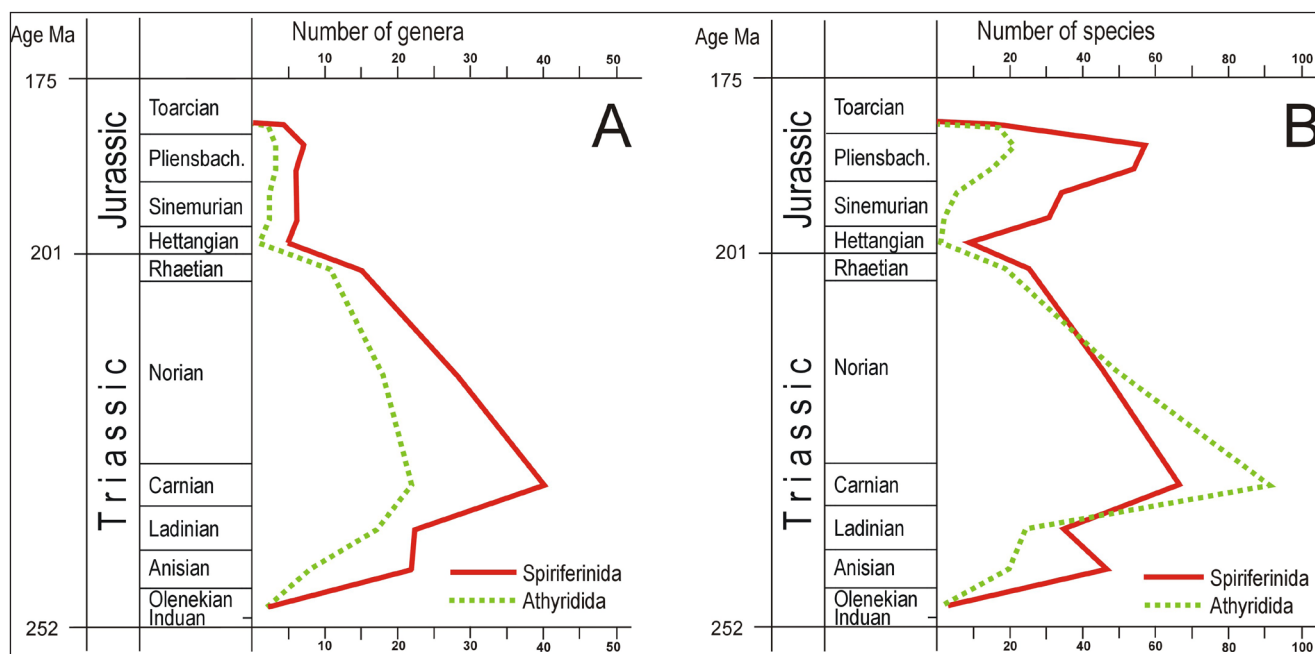 Age Ma
Number of genera
10 20 30 40 50
175
Toarcian
A
Pliensbach.
Jurassic
Sinemurian
Hettangian
201
Rhaetian
Norian
Triassic
Carnian
Ladinian
Spiriferinida
Anisian
Athyridida
Olenekian
Induan
252
10 20 30 40 50
Age Ma
Number of species
20 40 60 80 100
175
Toarcian
B
Pliensbach.
Jurassic
Sinemurian
Hettangian
201
Rhaetian
Norian
Triassic
Carnian
Ladinian
Spiriferinida
Anisian
Athyridida
Olenekian
Induan
252
20 40 60 80 100